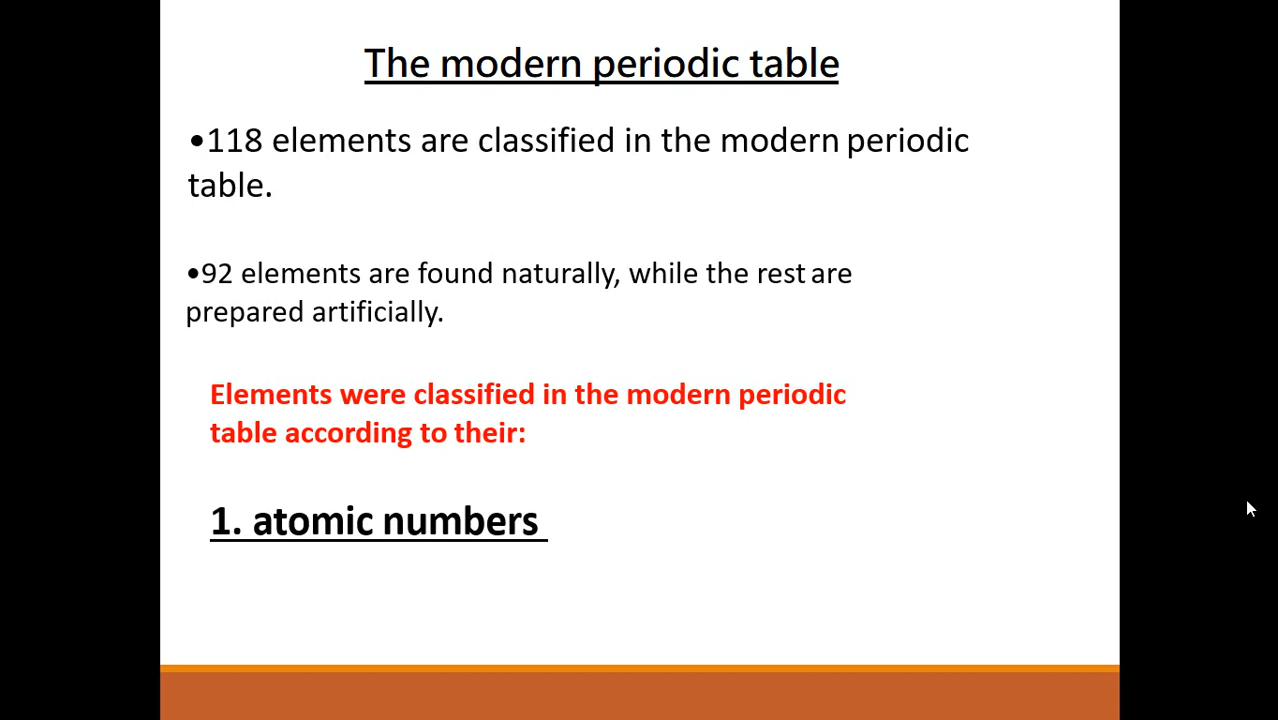 The modern periodic table
•118 elements are classified in the modern periodic
table.
•92 elements are found naturally, while the rest are
prepared artificially.
Elements were classified in the modern periodic
table according to their:
1. atomic numbers